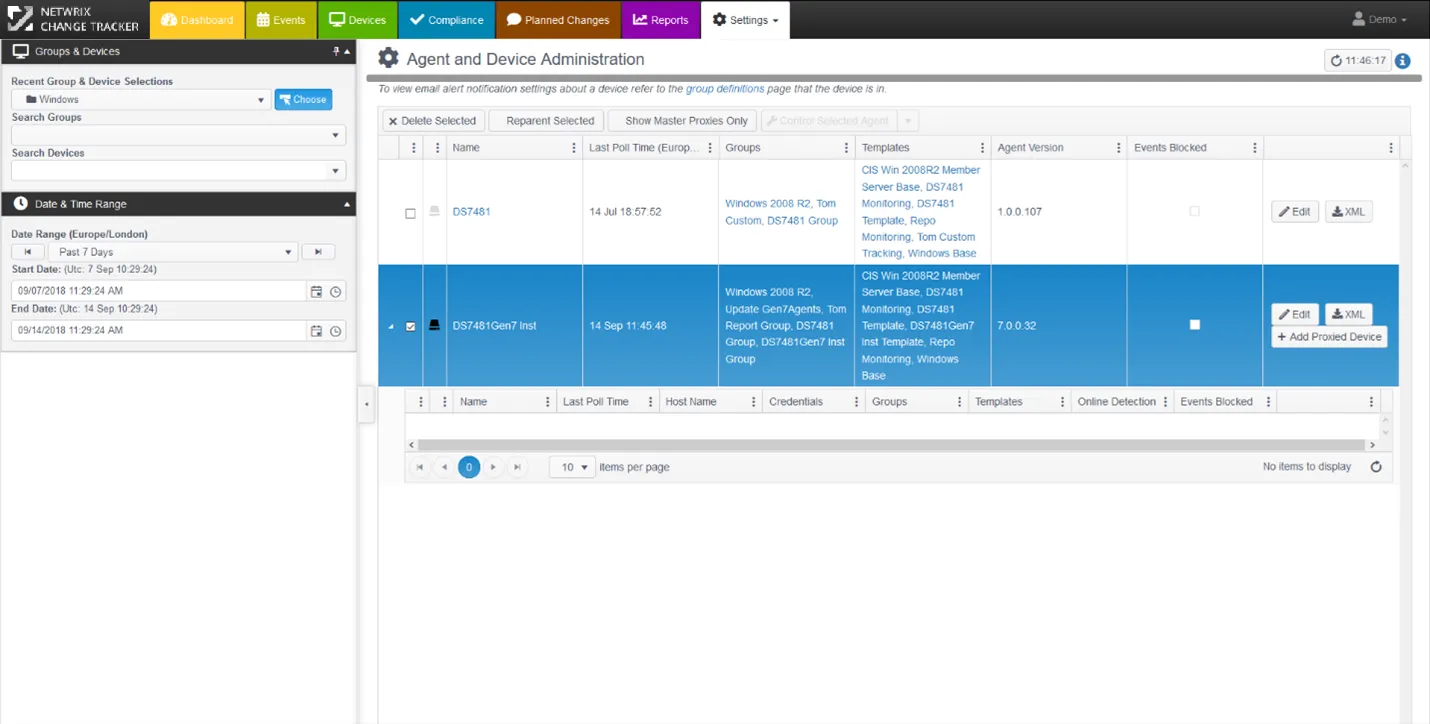 NETWRIX
CHANGE TRACKER
Dashboard
Events
Devices
Compliance
Planned Changes
Reports
Settings
Demo
Groups & Devices
Recent Group & Device Selections
Windows
Choose
Search Groups
Search Devices
Date & Time Range
Date Range (Europe/London)
Past 7 Days
Start Date: (Utc: 7 Sep 10:29:24)
09/07/2018 11:29:24 AM
End Date: (Utc: 14 Sep 10:29:24)
09/14/2018 11:29:24 AM
Agent and Device Administration
11:46:17
To view email alert notification settings about a device refer to the group definitions page that the device is in.
Delete Selected
Reparent Selected
Show Master Proxies Only
Control Selected Agent
Name
Last Poll Time (Europ...
Groups
Templates
Agent Version
Events Blocked
DS7481
14 Jul 18:57:52
Windows 2008 R2, Tom
Custom, DS7481 Group
CIS Win 2008R2 Member
Server Base, DS7481
Monitoring, DS7481
Template, Repo
Monitoring, Tom Custom
Tracking, Windows Base
1.0.0.107
Edit
XML
DS7481Gen7 Inst
14 Sep 11:45:48
Windows 2008 R2,
Update Gen7Agents, Tom
Report Group, DS7481
Group, DS7481Gen7 Inst
Group
CIS Win 2008R2 Member
Server Base, DS7481
Monitoring, DS7481
Template, DS7481Gen7
Inst Template, Repo
Monitoring, Windows
Base
7.0.0.32
Edit
XML
+ Add Proxied Device
Name
Last Poll Time
Host Name
Credentials
Groups
Templates
Online Detection
Events Blocked
0
10
items per page
No items to display